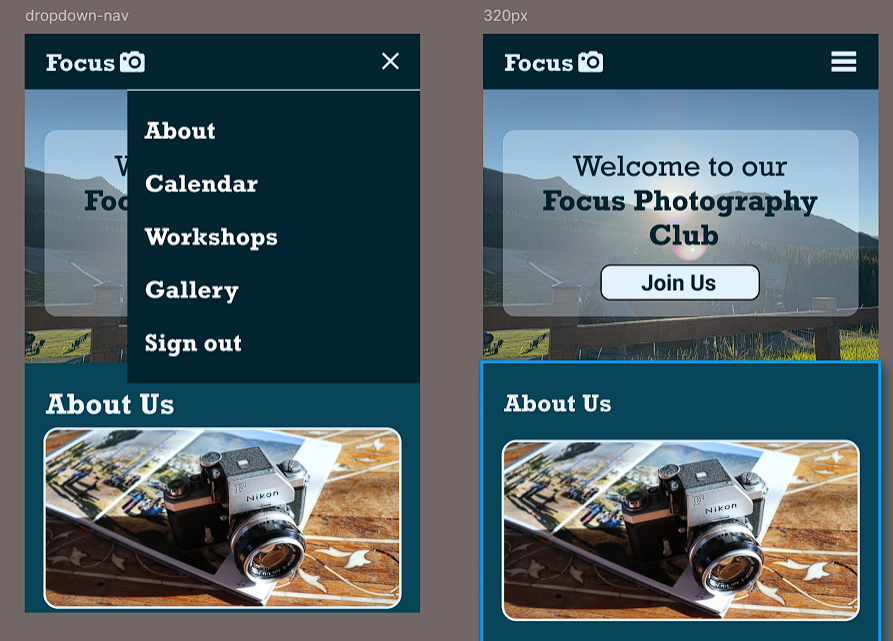 dropdown-nav
Focus
About
Calendar
Workshops
Gallery
Sign out
W
Foc
About Us
Nikon
320px
Focus
Welcome to our
Focus Photography
Club
Join Us
About Us
Nikon